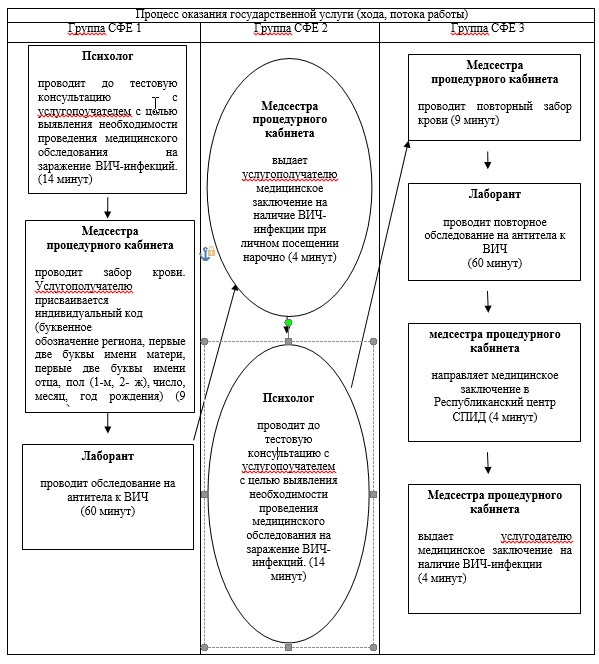 Процесс оказания государственной услуги (хода, потока работы)
Группа СФЕ 1
Группа СФЕ 2
Группа СФЕ 3
Психолог
проводит до тестовую
консультацию с
услугопоучателем с целью
выявления необходимости
проведения медицинского
обследования на
заражение ВИЧ-инфекций.
(14 минут)
Медсестра
процедурного кабинета
проводит забор крови.
Услугополучателю
присваивается
индивидуальный код
(буквенное
обозначение региона, первые
две буквы имени матери,
первые две буквы имени
отца, пол (1-м, 2- ж), число,
месяц, год рождения) (9
Лаборант
проводит обследование на
антитела к ВИЧ
(60 минут)
Медсестра
процедурного
кабинета
выдает
услугополучателю
медицинское
заключение на
наличие ВИЧ-
инфекции при
личном посещении
нарочно (4 минут)
Психолог
проводит до
тестовую
консультацию с
услугопоучателем
с целью выявления
необходимости
проведения
медицинского
обследования на
заражение ВИЧ-
инфекций. (14
минут)
Медсестра
процедурного кабинета
проводит повторный забор
крови (9 минут)
Лаборант
проводит повторное
обследование на антитела к
ВИЧ
(60 минут)
медсестра процедурного
кабинета
направляет медицинское
заключение в
Республиканский центр
СПИД (4 минут)
Медсестра процедурного
кабинета
выдает услугодателю
медицинское заключение на
наличие ВИЧ-инфекции
(4 минут)